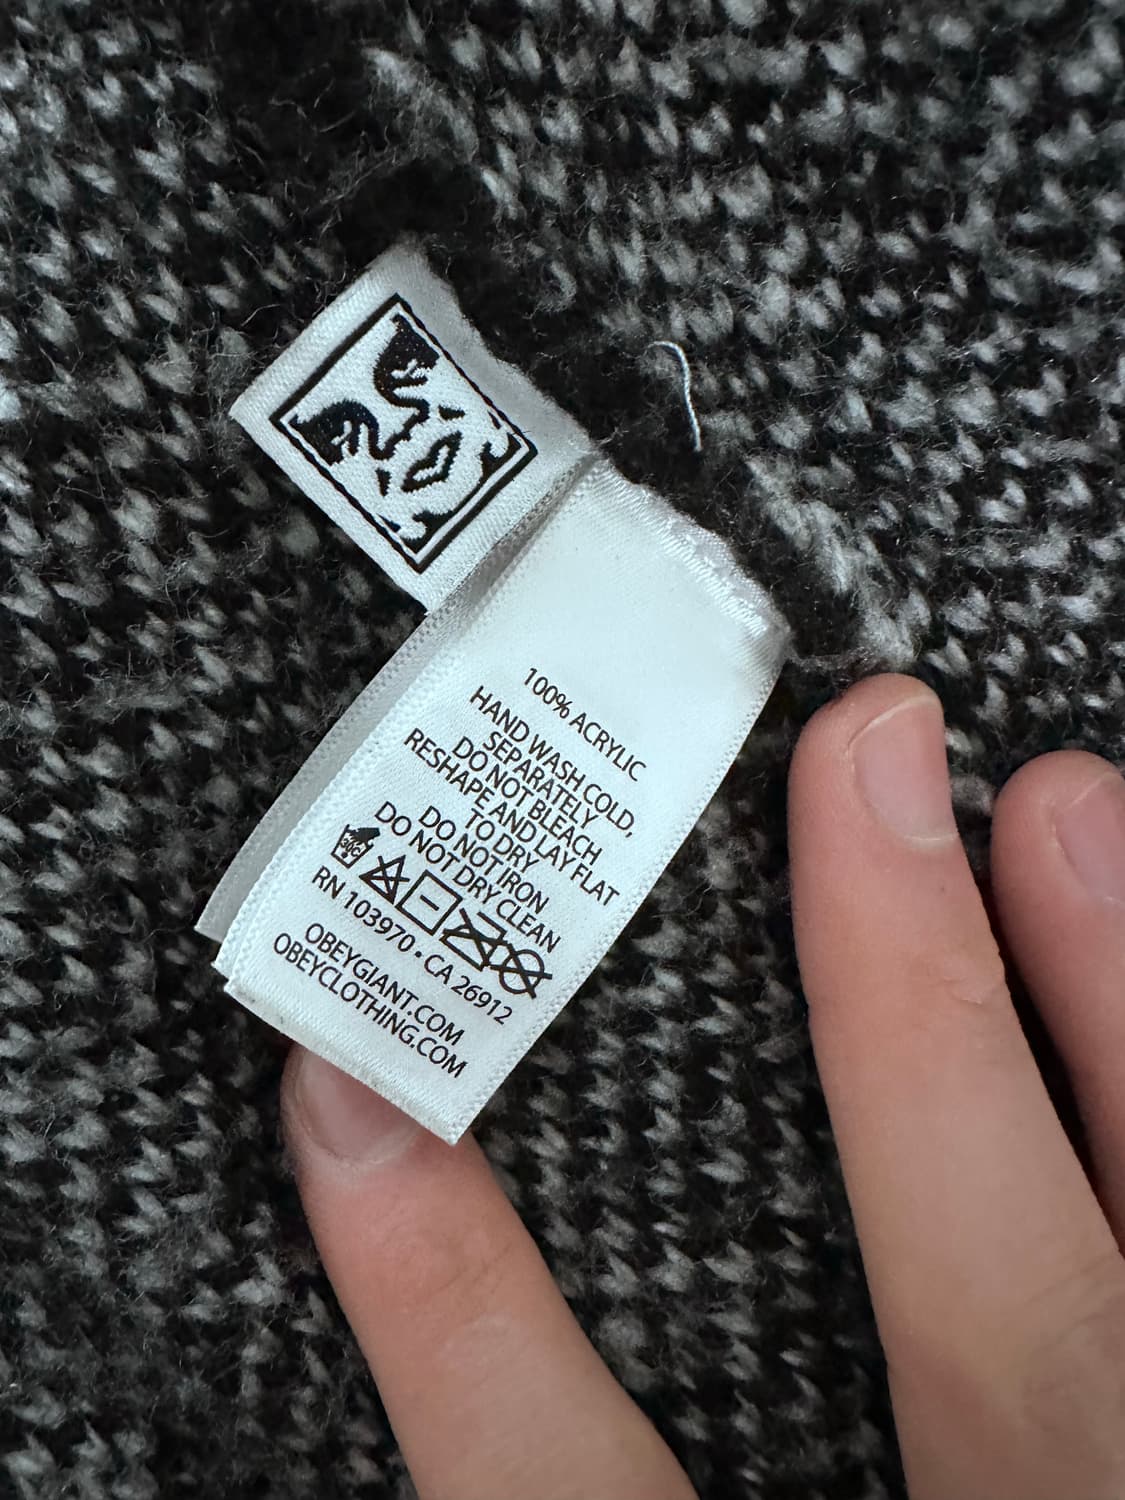 100% ACRYLIC
HAND WASH COLD,
SEPARATELY
DO NOT BLEACH
RESHAPE AND LAY FLAT
TO DRY
DO NOT IRON
DO NOT DRY CLEAN
30C
RN 103970 • CA 26912
OBEYGIANT.COM
OBEYCLOTHING.COM